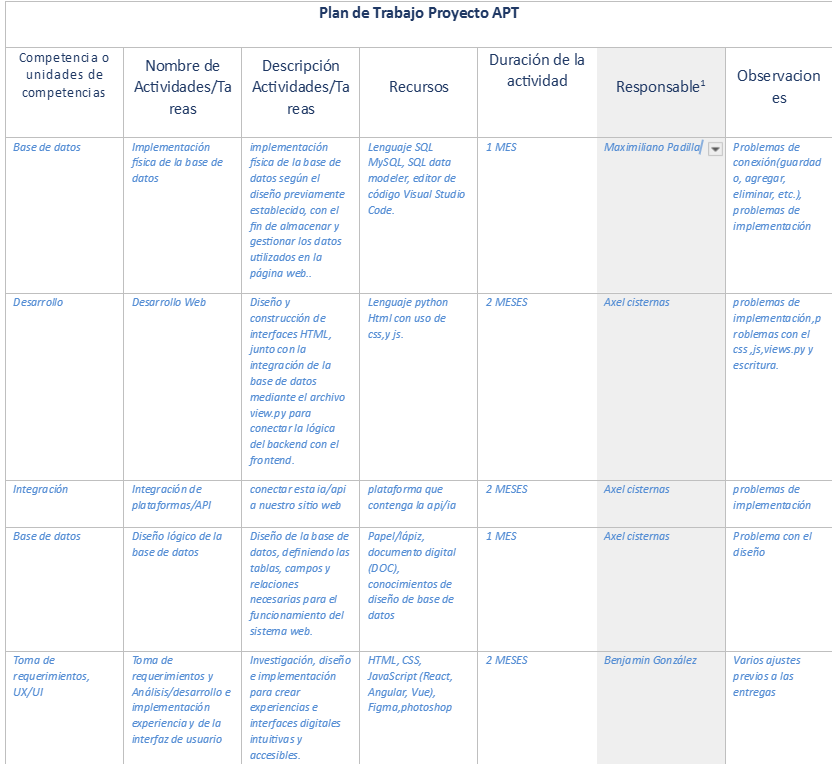 Plan de Trabajo Proyecto APT
Competencia o
unidades de
competencias
Nombre de
Actividades/Ta
reas
Descripción
Actividades/Ta
reas
Recursos
Duración de la
actividad
Responsable1
Observacion
es
Base de datos
Implementación
física de la base de
datos
implementación
física de la base de
datos según el
diseño previamente
establecido, con el
fin de almacenar y
gestionar los datos
utilizados en la
página web..
Lenguaje SQL
MySQL, SQL data
modeler, editor de
código Visual Studio
Code.
1 MES
Maximiliano Padilla
Problemas de
conexión(guardad
o, agregar,
eliminar, etc.),
problemas de
implementación
Desarrollo
Desarrollo Web
Diseño y
construcción de
interfaces HTML,
junto con la
integración de la
base de datos
mediante el archivo
view.py para
conectar la lógica
del backend con el
frontend.
Lenguaje python
Html con uso de
css,y js.
2 MESES
Axel cisternas
problemas de
implementación,p
roblemas con el
css ,js,views.py y
escritura.
Integración
Integración de
plataformas/API
conectar esta ia/api
a nuestro sitio web
plataforma que
contenga la api/ia
2 MESES
Axel cisternas
problemas de
implementación
Base de datos
Diseño lógico de la
base de datos
Diseño de la base de
datos, definiendo las
tablas, campos y
relaciones
necesarias para el
funcionamiento del
sistema web.
Papel/lápiz,
documento digital
(DOC),
conocimientos de
diseño de base de
datos
1 MES
Axel cisternas
Problema con el
diseño
Toma de
requerimientos,
UX/UI
Toma de
requerimientos y
Análisis/desarrollo e
implementación
experiencia y de la
interfaz de usuario
Investigación, diseño
e implementación
para crear
experiencias e
interfaces digitales
intuitivas y
accesibles.
HTML, CSS,
JavaScript (React,
Angular, Vue),
Figma,photoshop
2 MESES
Benjamin González
Varios ajustes
previos a las
entregas